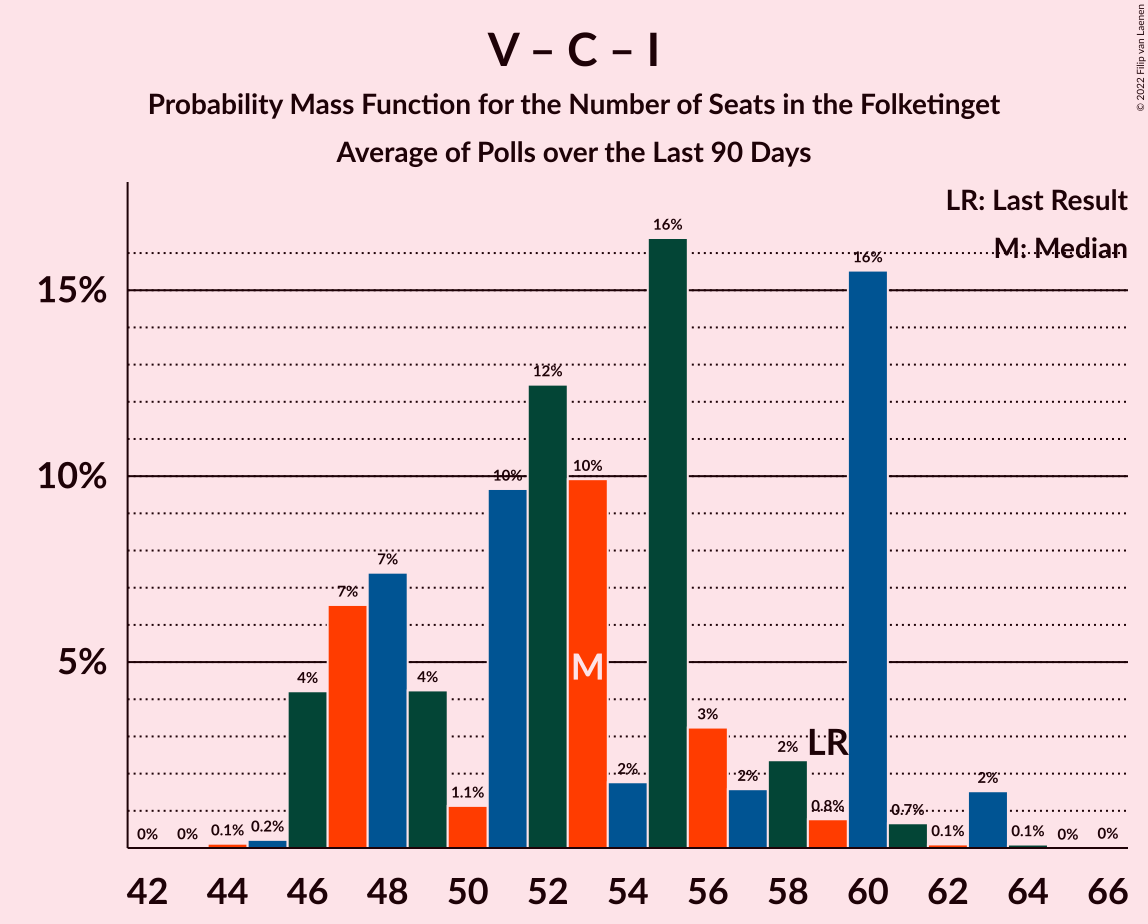 V – C – I
Probability Mass Function for the Number of Seats in the Folketinget
Average of Polls over the Last 90 Days
© 2022 Filip van Laenen
LR: Last Result
M: Median
15%
10%
5%
0% 0% 0.1% 0.2% 4% 7% 7% 4% 1.1% 10% 12% 10% 2% 16% 3% 2% 2% 0.8% 16% 0.7% 0.1% 2% 0.1% 0% 0%
M
LR
42 44 46 48 50 52 54 56 58 60 62 64 66